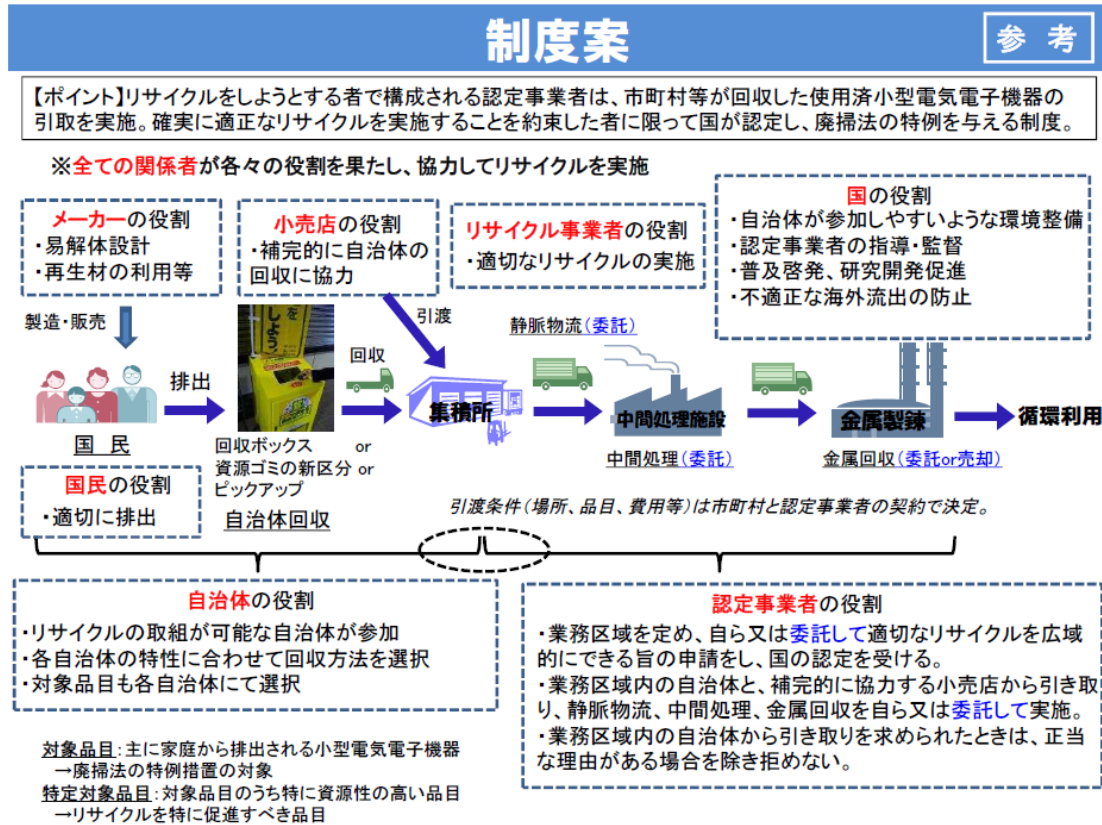 制度案
参 考
【ポイント】リサイクルをしようとする者で構成される認定事業者は、市町村等が回収した使用済小型電気電子機器の
引取を実施。確実に適正なリサイクルを実施することを約束した者に限って国が認定し、廃掃法の特例を与える制度。
※全ての関係者が各々の役割を果たし、協力してリサイクルを実施
メーカーの役割
・易解体設計
・再生材の利用等
小売店の役割
・補完的に自治体の
回収に協力
リサイクル事業者の役割
・適切なリサイクルの実施
国の役割
・自治体が参加しやすいような環境整備
・認定事業者の指導・監督
・普及啓発、研究開発促進
・不適正な海外流出の防止
製造・販売
引渡
静脈物流(委託)
排出
回収
集積所
中間処理施設
金属製錬
循環利用
国 民
回収ボックス or
資源ゴミの新区分 or
ピックアップ
自治体回収
中間処理(委託)
金属回収(委託or売却)
国民の役割
・適切に排出
引渡条件(場所、品目、費用等)は市町村と認定事業者の契約で決定。
自治体の役割
・リサイクルの取組が可能な自治体が参加
・各自治体の特性に合わせて回収方法を選択
・対象品目も各自治体にて選択
認定事業者の役割
・業務区域を定め、自ら又は委託して適切なリサイクルを広域
的にできる旨の申請をし、国の認定を受ける。
・業務区域内の自治体と、補完的に協力する小売店から引き取
り、静脈物流、中間処理、金属回収を自ら又は委託して実施。
・業務区域内の自治体から引き取りを求められたときは、正当
な理由がある場合を除き拒めない。
対象品目:主に家庭から排出される小型電気電子機器
→廃掃法の特例措置の対象
特定対象品目:対象品目のうち特に資源性の高い品目
→リサイクルを特に促進すべき品目